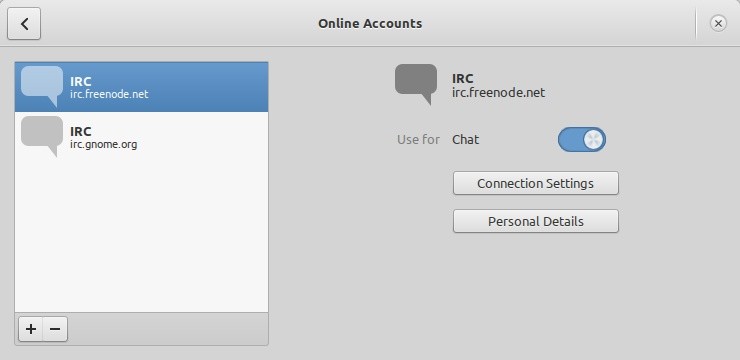 Online Accounts
IRC
irc.freenode.net
IRC
irc.gnome.org
IRC
irc.freenode.net
Use for Chat
Connection Settings
Personal Details